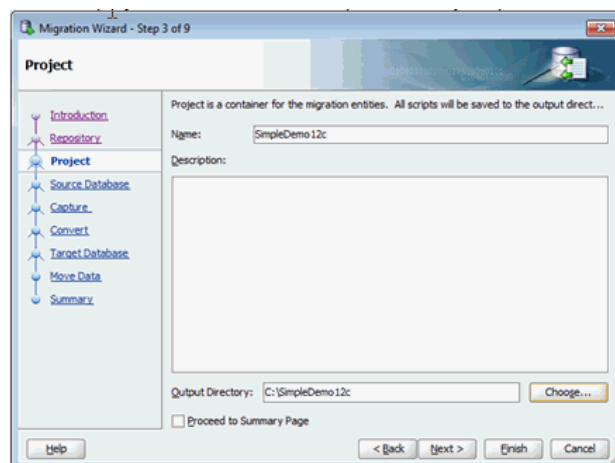 Migration Wizard - Step 3 of 9
Project
Introduction
Repository
Project
Source Database
Capture
Convert
Target Database
Move Data
Summary
Project is a container for the migration entities. All scripts will be saved to the output direct...
Name: SimpleDemo12c
Description:
Output Directory: C:\SimpleDemo12c Choose...
Proceed to Summary Page
Help < Back Next > Finish Cancel